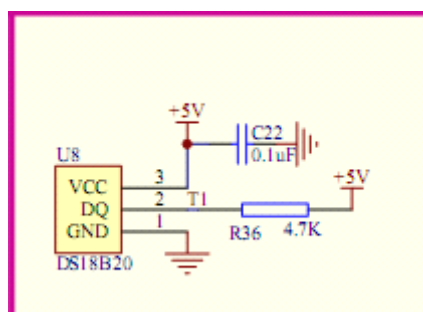 +5V
C22
0.1uF
U8
+5V
VCC 3
DQ 2 T1
GND 1
R36 4.7K
DS18B20